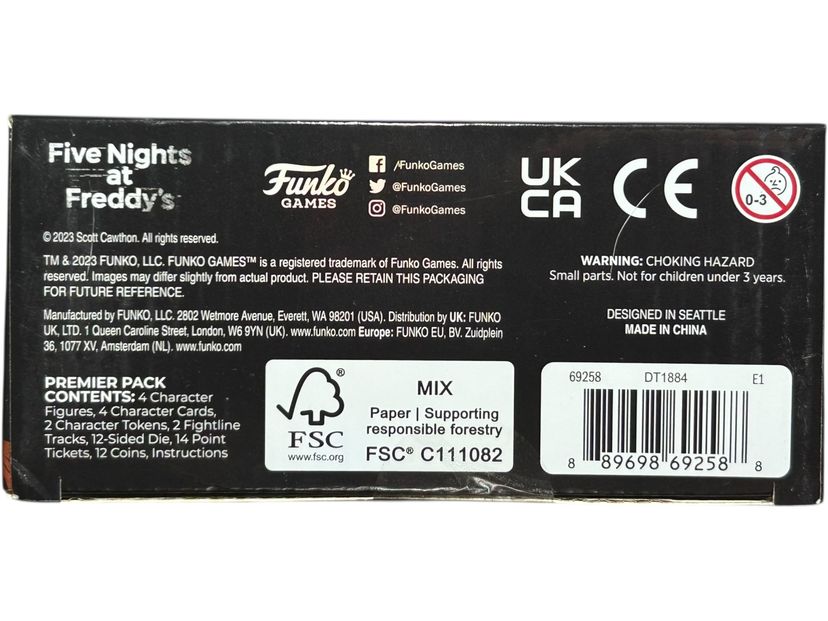 Five Nights
at
Freddy's
Funko
GAMES
/FunkoGames
@FunkoGames
@FunkoGames
UK
CA
CE
0-3
© 2023 Scott Cawthon. All rights reserved.
TM & 2023 FUNKO, LLC. FUNKO GAMES™ is a registered trademark of Funko Games. All rights
reserved. Images may differ slightly from actual product. PLEASE RETAIN THIS PACKAGING
FOR FUTURE REFERENCE.
Manufactured by FUNKO, LLC. 2802 Wetmore Avenue, Everett, WA 98201 (USA). Distribution by UK: FUNKO
UK, LTD. 1 Queen Caroline Street, London, W6 9YN (UK). www.funko.com Europe: FUNKO EU, BV. Zuidplein
36, 1077 XV, Amsterdam (NL). www.funko.com
WARNING: CHOKING HAZARD
Small parts. Not for children under 3 years.
DESIGNED IN SEATTLE
MADE IN CHINA
PREMIER PACK
CONTENTS: 4 Character
Figures, 4 Character Cards,
2 Character Tokens, 2 Fightline
Tracks, 12-Sided Die, 14 Point
Tickets, 12 Coins, Instructions
®
FSC
www.fsc.org
MIX
Paper | Supporting
responsible forestry
FSC® C111082
69258 DT1884 E1
8 89698 69258 8